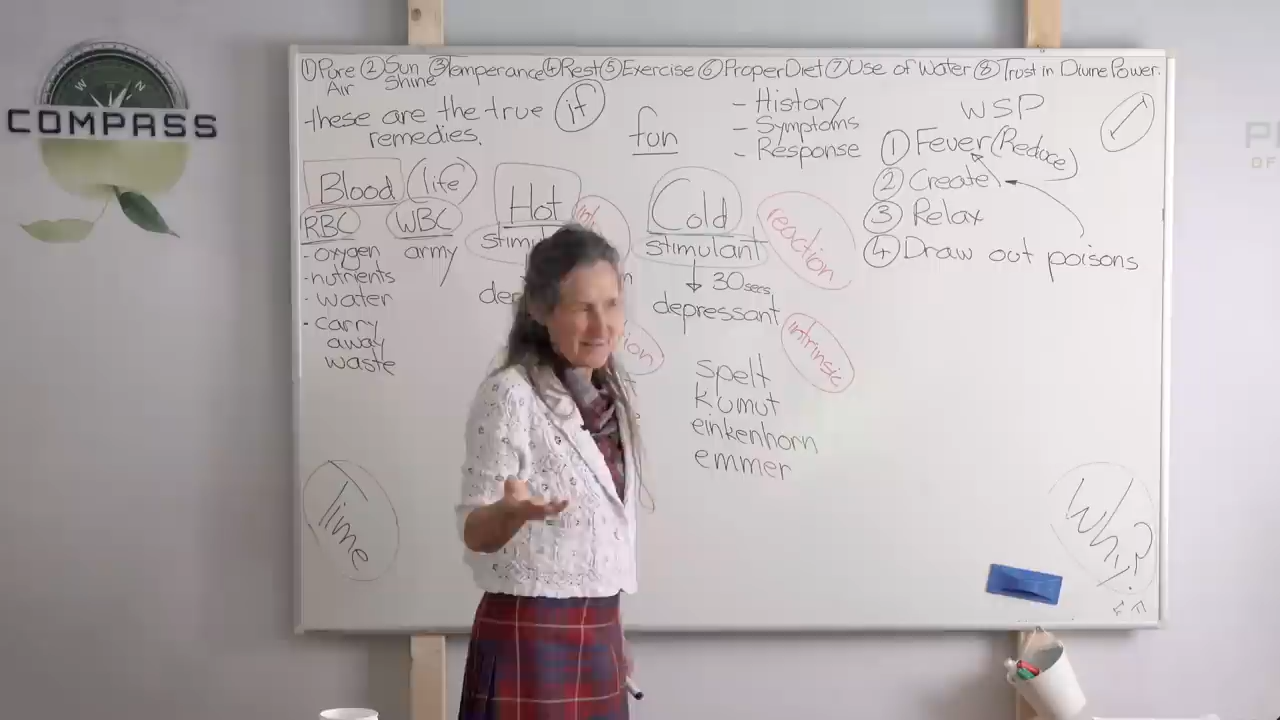 COMPASS
W N
① Pure Air ② Sun Shine ③ Temperance ④ Rest ⑤ Exercise ⑥ Proper Diet ⑦ Use of Water ⑧ Trust in Divine Power.
these are the true remedies.
if
fun
- History
- Symptoms
- Response
WSP
① Fever (Reduce)
② Create
③ Relax
④ Draw out poisons
Blood (life)
RBC
- oxygen
- nutrients
- water
- carry away waste
WBC
army
Hot
Cold
stimulant
30secs
depressant
reaction
intrinsic
spelt
kumut
einkenhorn
emmer
Time
Why?
OF